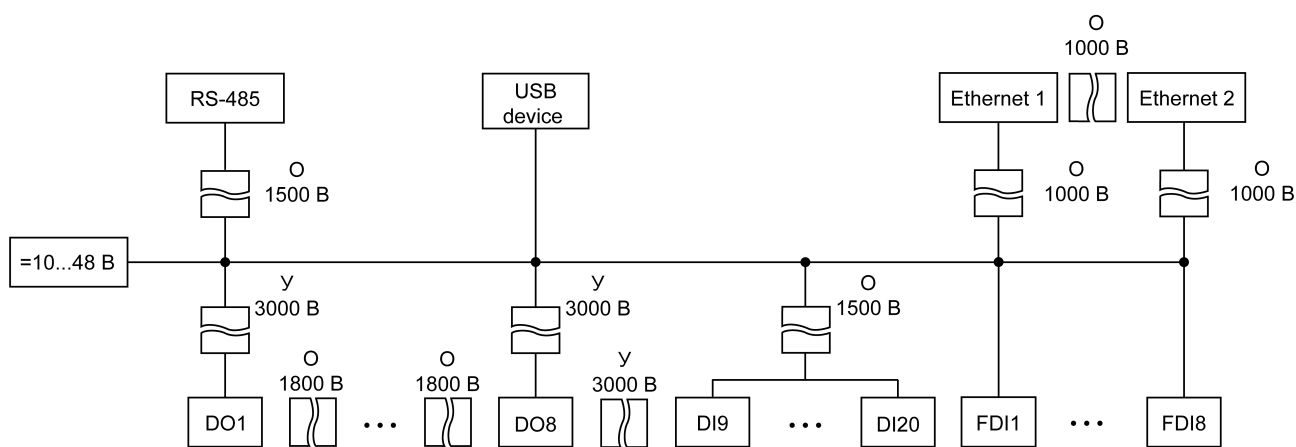 О
1000 В
RS-485
USB
device
Ethernet 1
Ethernet 2
О
1500 В
О
1000 В
О
1000 В
=10...48 В
У
3000 В
У
3000 В
О
1500 В
О
1800 В
О
1800 В
У
3000 В
DO1
...
DO8
DI9
...
DI20
FDI1
...
FDI8